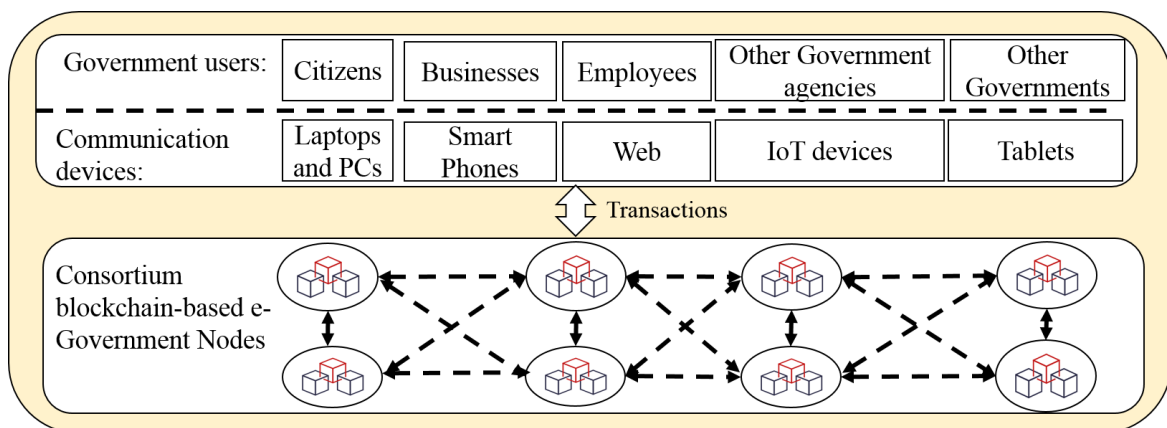 Government users:
Citizens
Businesses
Employees
Other Government
agencies
Other
Governments
Communication
devices:
Laptops
and PCs
Smart
Phones
Web
IoT devices
Tablets
Transactions
Consortium
blockchain-based e-
Government Nodes